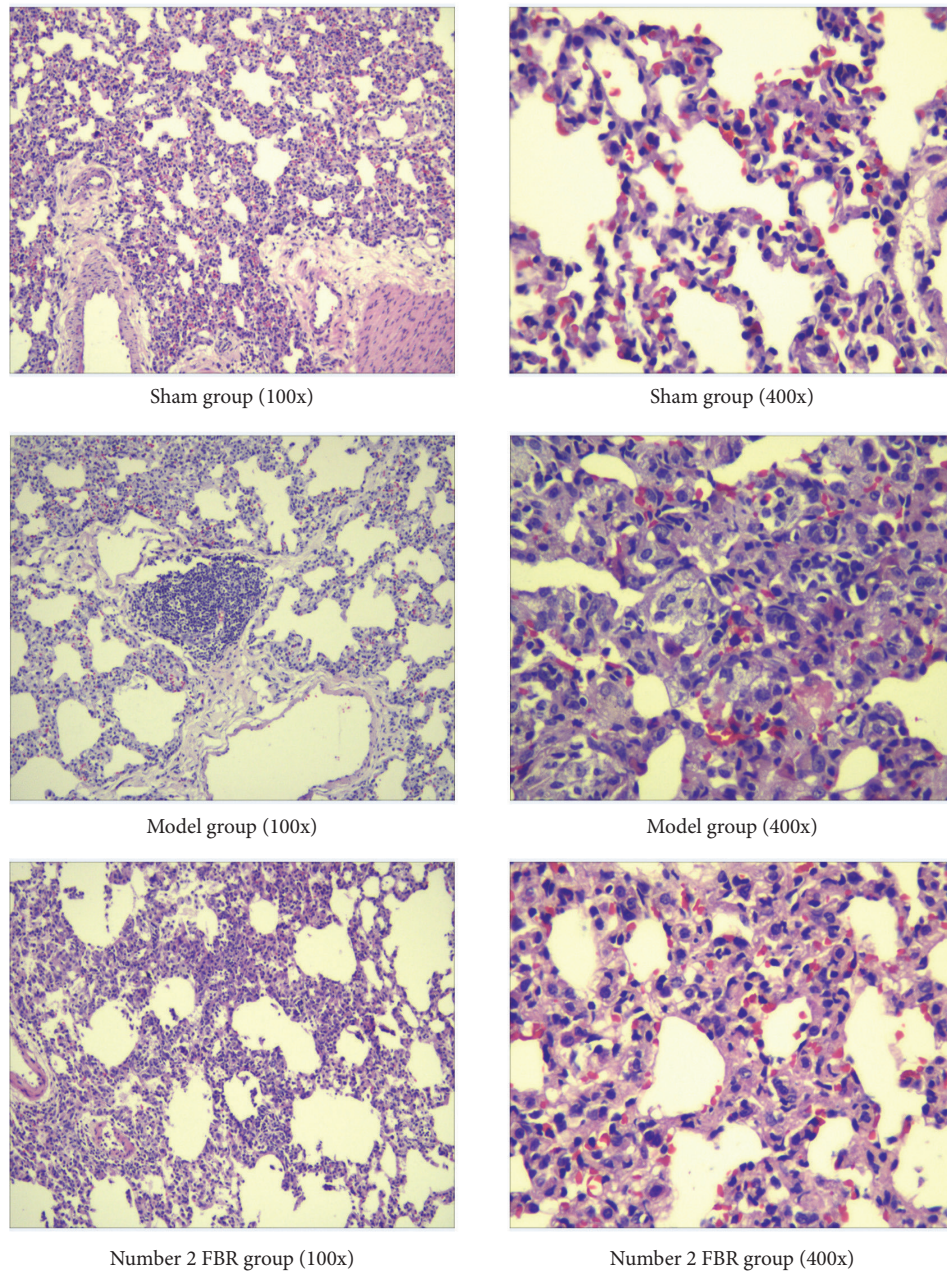 Sham group (100x)
Sham group (400x)
Model group (100x)
Model group (400x)
Number 2 FBR group (100x)
Number 2 FBR group (400x)